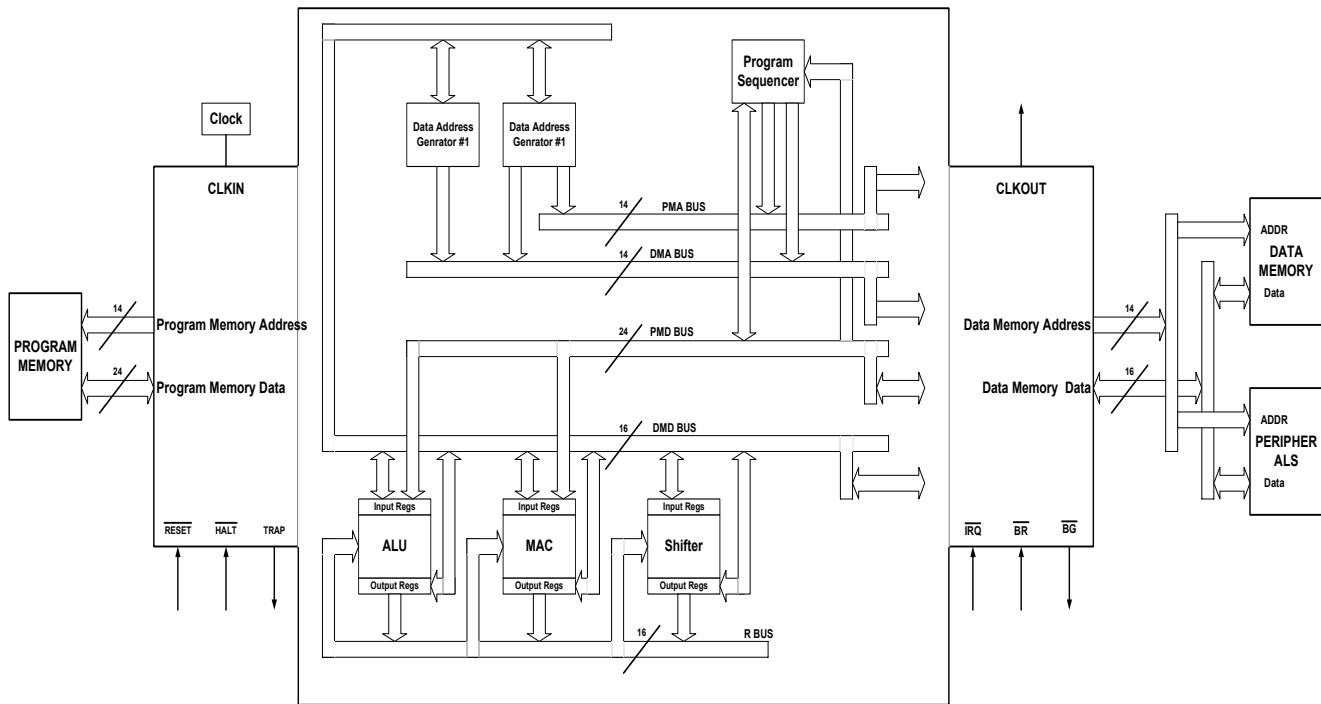 Program
Sequencer
Clock
Data Address
Genrator #1
Data Address
Genrator #1
CLKIN
CLKOUT
14
PMA BUS
ADDR
DATA
MEMORY
Data
14
DMA BUS
14
Program Memory Address
PROGRAM
MEMORY
24
Program Memory Data
24
PMD BUS
Data Memory Address
14
Data Memory Data
16
16
DMD BUS
ADDR
PERIPHER
ALS
Data
Input Regs
ALU
Output Regs
Input Regs
MAC
Output Regs
Input Regs
Shifter
Output Regs
RESET
HALT
TRAP
IRQ
BR
BG
16
R BUS